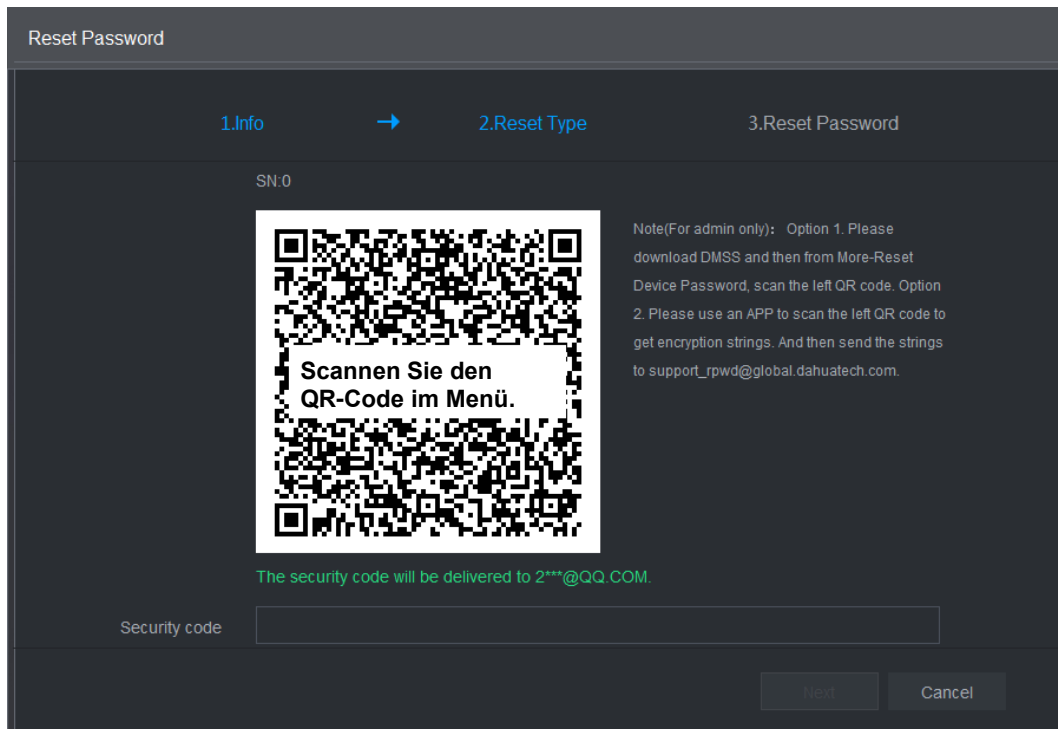 Reset Password
1.Info → 2.Reset Type 3.Reset Password
SN:0
Scannen Sie den
QR-Code im Menü.
Note(For admin only)： Option 1. Please
download DMSS and then from More-Reset
Device Password, scan the left QR code. Option
2. Please use an APP to scan the left QR code to
get encryption strings. And then send the strings
to support_rpwd@global.dahuatech.com.
The security code will be delivered to 2***@QQ.COM.
Security code
Next Cancel